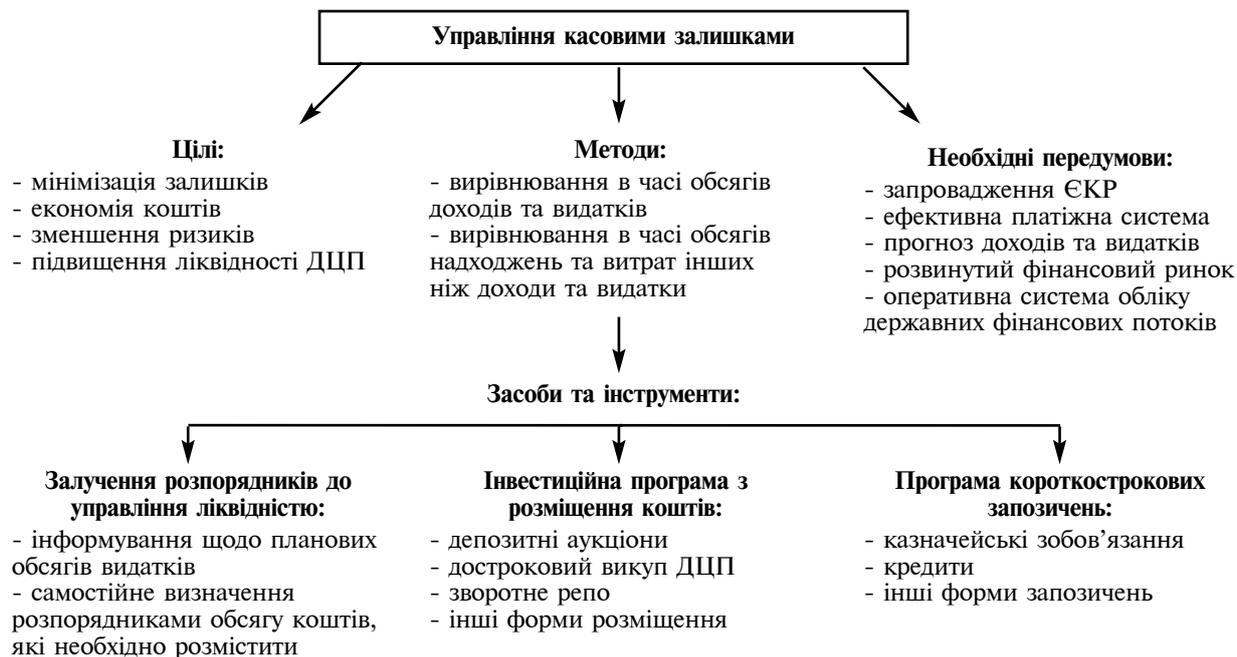 Управління касовими залишками
Цілі:
- мінімізація залишків
- економія коштів
- зменшення ризиків
- підвищення ліквідності ДЦП
Методи:
- вирівнювання в часі обсягів
доходів та видатків
- вирівнювання в часі обсягів
надходжень та витрат інших
ніж доходи та видатки
Необхідні передумови:
- запровадження ЄКР
- ефективна платіжна система
- прогноз доходів та видатків
- розвинутий фінансовий ринок
- оперативна система обліку
державних фінансових потоків
Засоби та інструменти:
Залучення розпорядників до
управління ліквідністю:
- інформування щодо планових
обсягів видатків
- самостійне визначення
розпорядниками обсягу коштів,
які необхідно розмістити
Інвестиційна програма з
розміщення коштів:
- депозитні аукціони
- достроковий викуп ДЦП
- зворотне репо
- інші форми розміщення
Програма короткострокових
запозичень:
- казначейські зобов’язання
- кредити
- інші форми запозичень